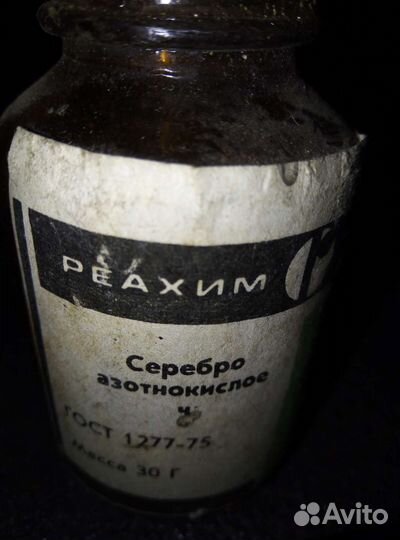 РЕАХИМ
Серебро
азотнокислое
ч
ГОСТ 1277-75
Масса 30 Г
Avito